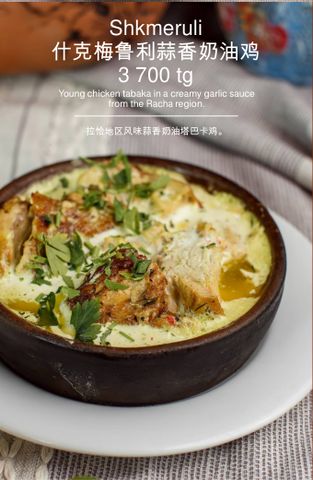 Shkmeruli
什克梅鲁利蒜香奶油鸡
3 700 tg
Young chicken tabaka in a creamy garlic sauce
from the Racha region.
拉恰地区风味蒜香奶油塔巴卡鸡。